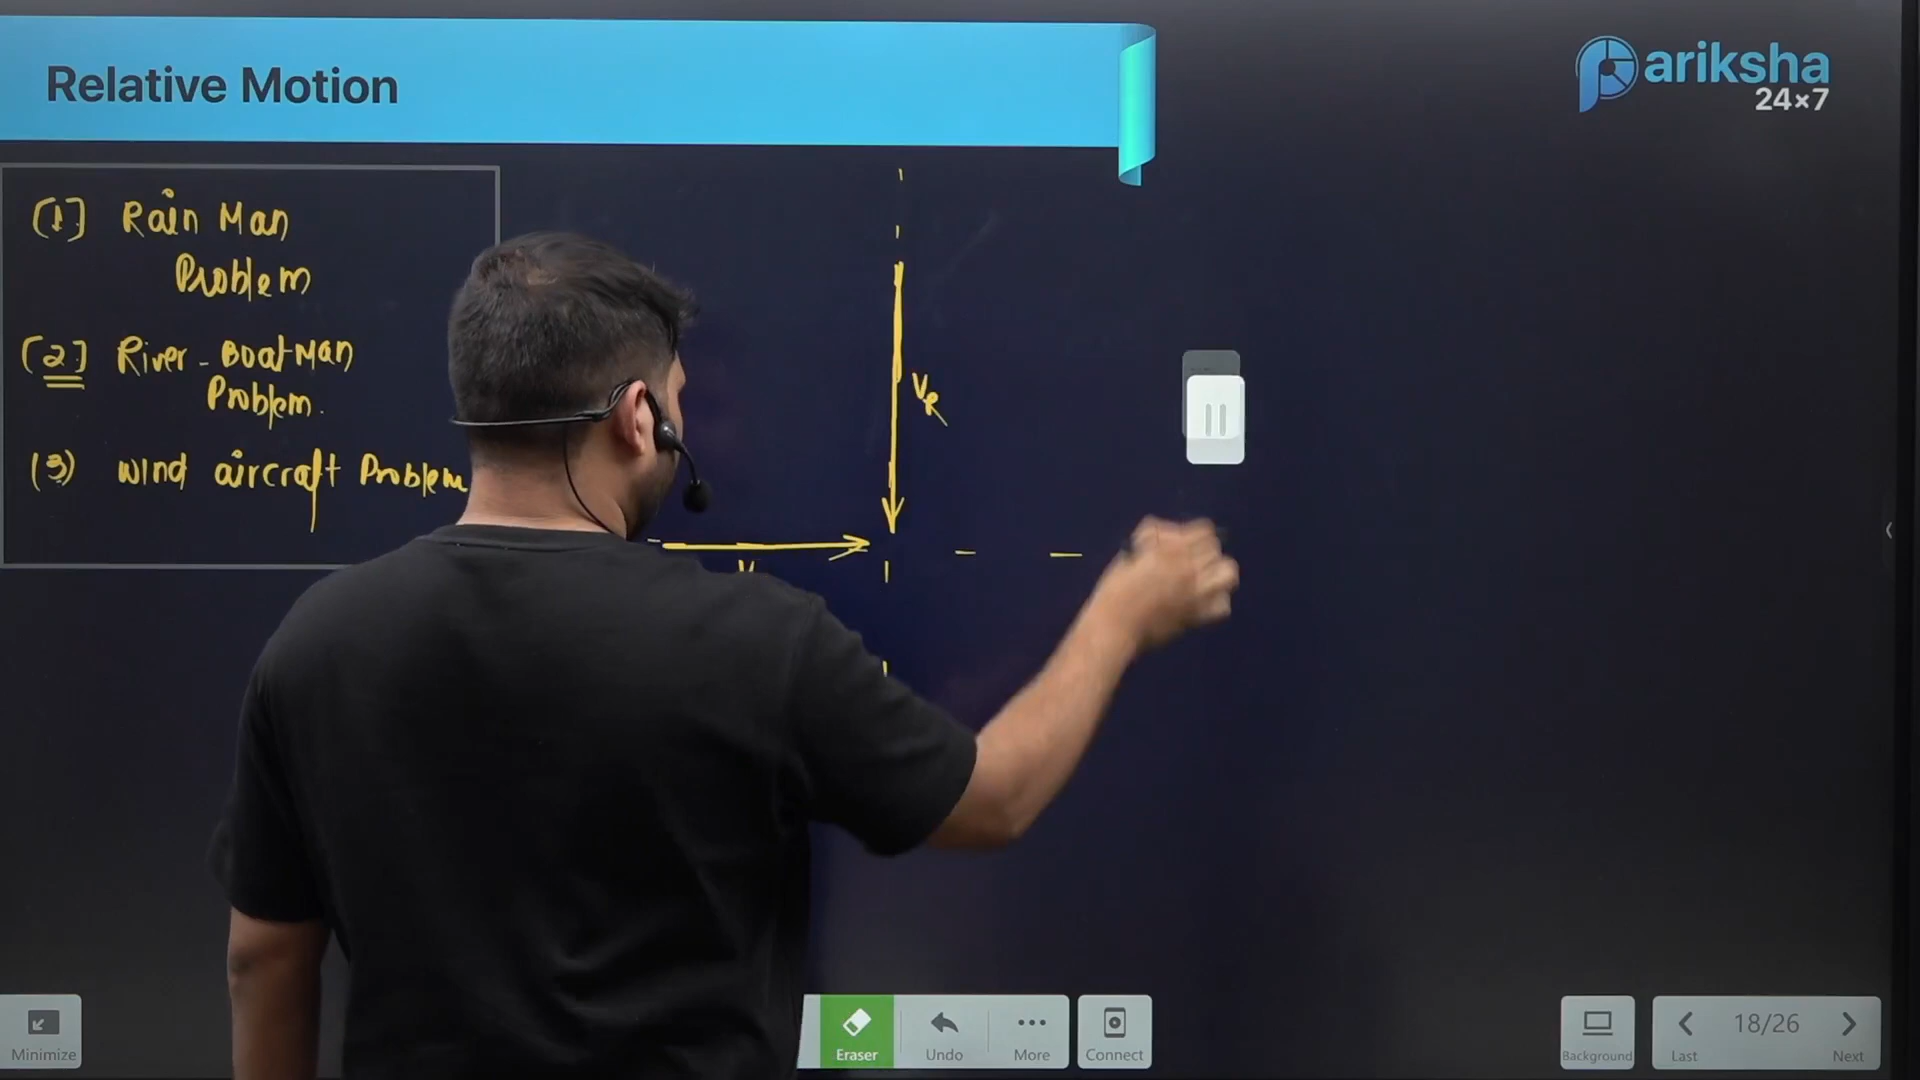 Relative Motion
Pariksha
24×7
(1) Rain Man
Problem
(2) River - Boat Man
Problem.
(3) wind aircraft Problem
VR
V
Minimize
Eraser
Undo
More
Connect
Background
Last
18/26
Next